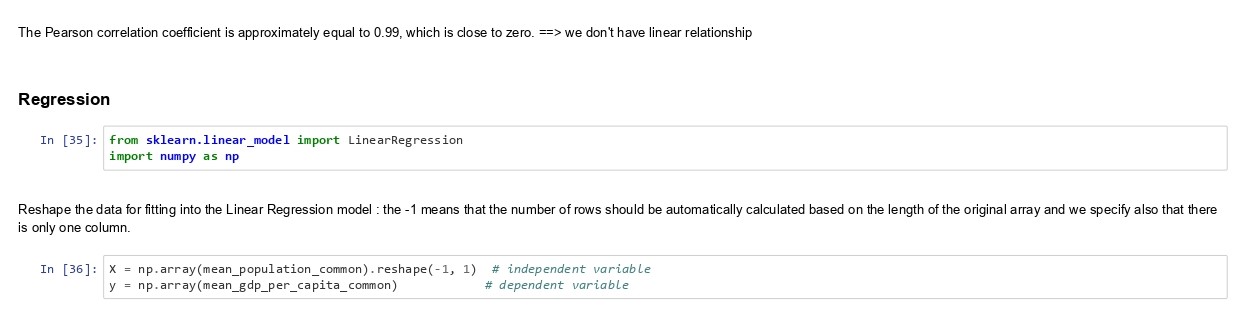 The Pearson correlation coefficient is approximately equal to 0.99, which is close to zero. ==> we don't have linear relationship
Regression
In [35]: from sklearn.linear_model import LinearRegression
import numpy as np
Reshape the data for fitting into the Linear Regression model : the -1 means that the number of rows should be automatically calculated based on the length of the original array and we specify also that there
is only one column.
In [36]: X = np.array(mean_population_common).reshape(-1, 1)  # independent variable
y = np.array(mean_gdp_per_capita_common)            # dependent variable